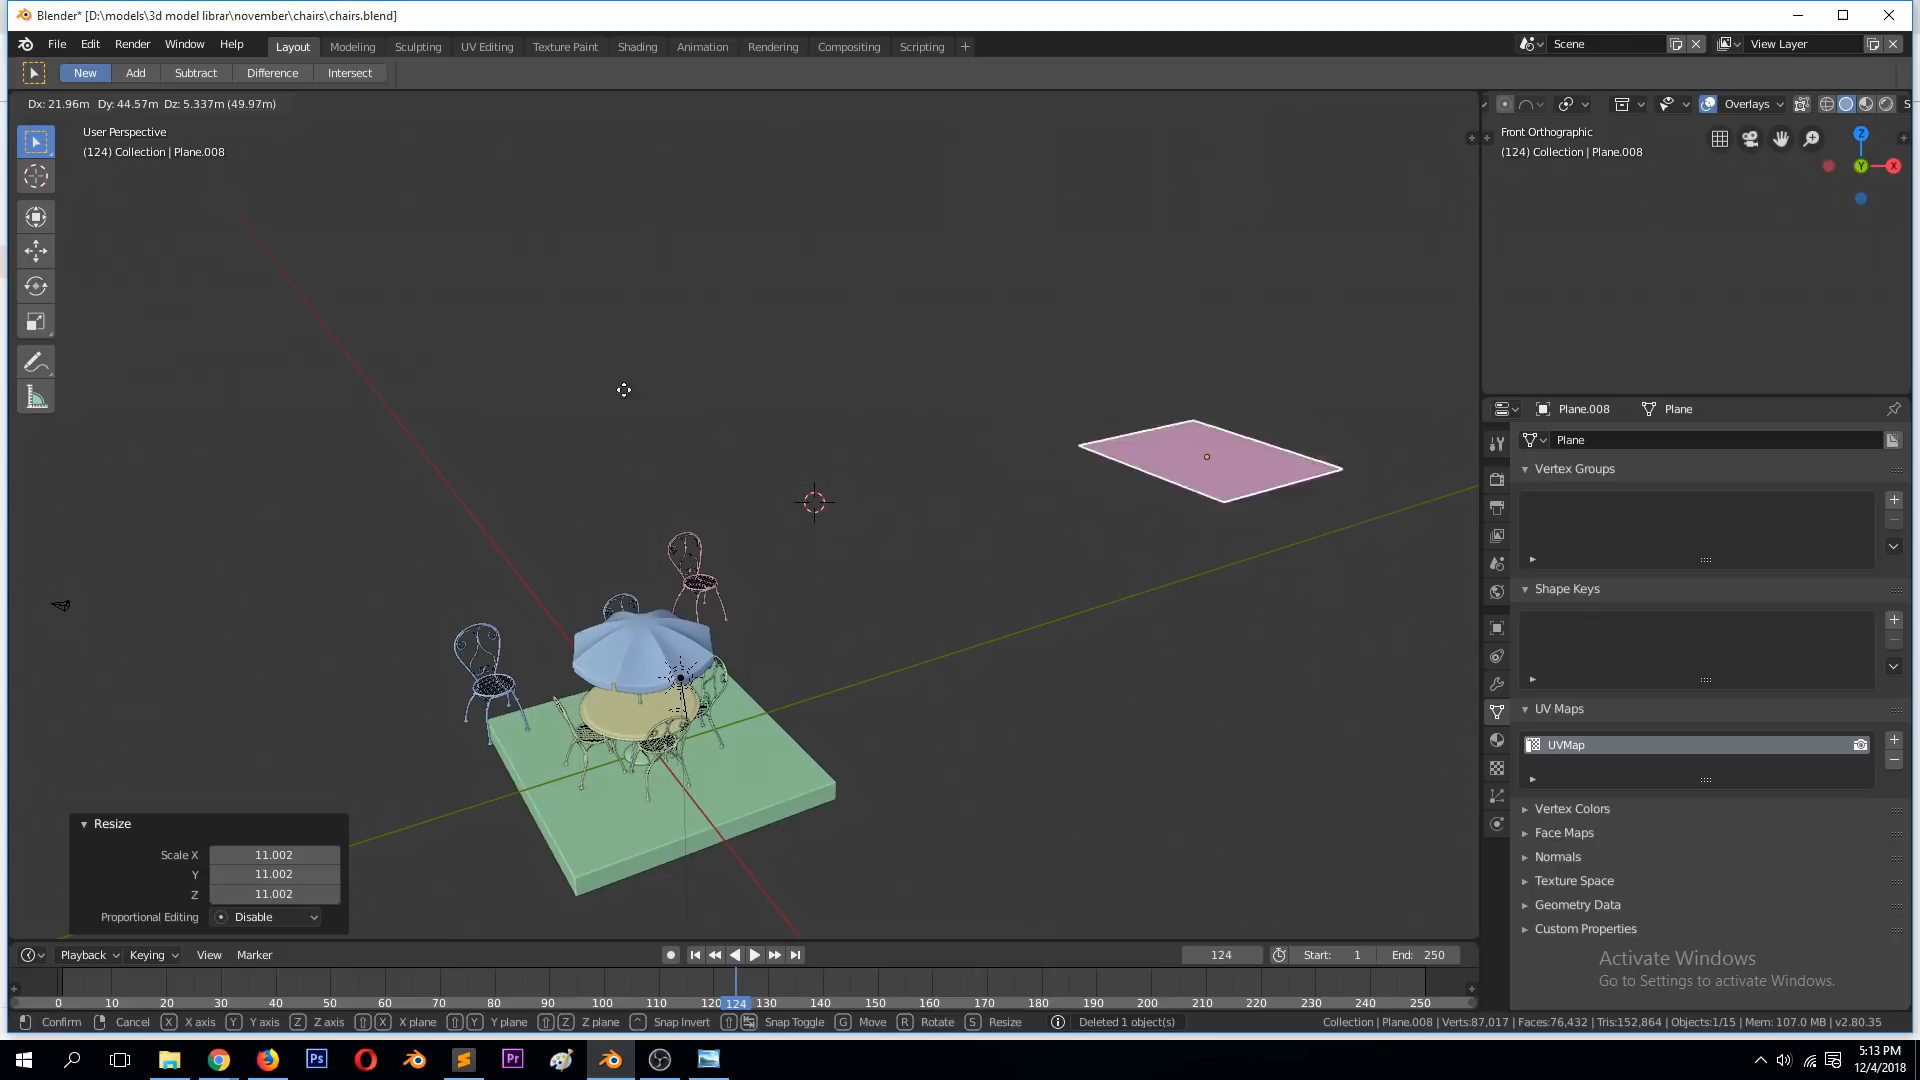 Blender* [D:\models\3d model librar\november\chairs\chairs.blend]
File Edit Render Window Help Layout Modeling Sculpting UV Editing Texture Paint Shading Animation Rendering Compositing Scripting + Scene View Layer
New Add Subtract Difference Intersect
Dx: 21.96m Dy: 44.57m Dz: 5.337m (49.97m) Overlays
User Perspective
(124) Collection | Plane.008
Front Orthographic
(124) Collection | Plane.008
Z
Y X
Plane.008 Plane
Plane
Vertex Groups
Shape Keys
UV Maps
UVMap
Vertex Colors
Face Maps
Normals
Texture Space
Geometry Data
Custom Properties
Resize
Scale X 11.002
Y 11.002
Z 11.002
Proportional Editing Disable
Activate Windows
Go to Settings to activate Windows.
Playback Keying View Marker 124 Start: 1 End: 250
0 10 20 30 40 50 60 70 80 90 100 110 120 124 130 140 150 160 170 180 190 200 210 220 230 240 250
Confirm Cancel X X axis Y Y axis Z Z axis X X plane Y Y plane Z Z plane Snap Invert Snap Toggle G Move R Rotate S Resize Deleted 1 object(s) Collection | Plane.008 | Verts:87,017 | Faces:76,432 | Tris:152,864 | Objects:1/15 | Mem: 107.0 MB | v2.80.35
Ps Pr
5:13 PM
12/4/2018